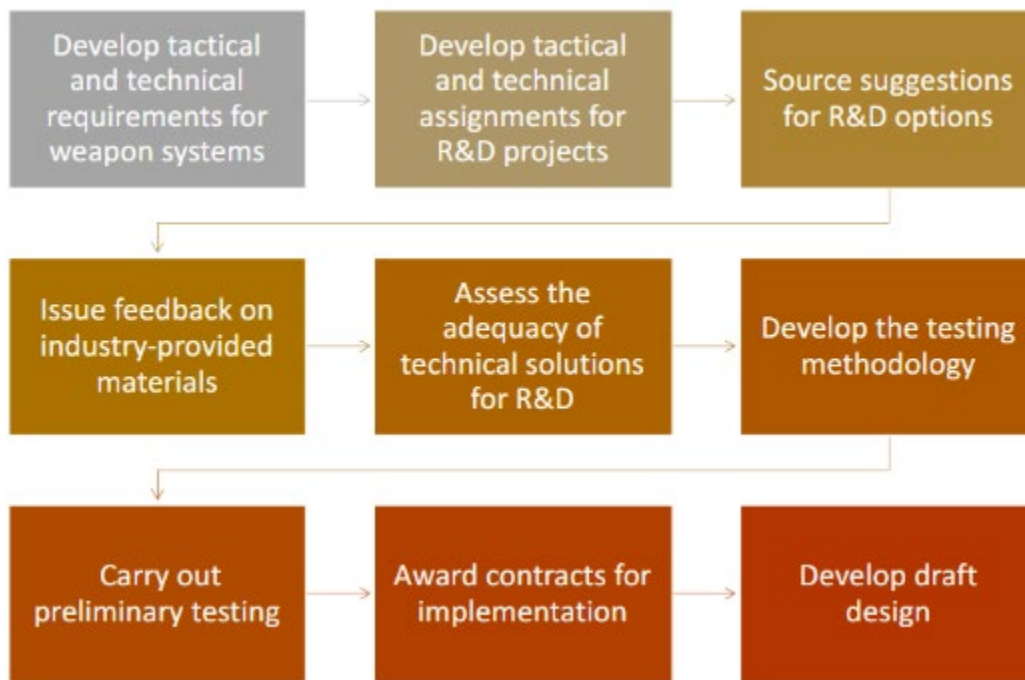 Develop tactical
and technical
requirements for
weapon systems
Develop tactical
and technical
assignments for
R&D projects
Source suggestions
for R&D options
Issue feedback on
industry-provided
materials
Assess the
adequacy of
technical solutions
for R&D
Develop the testing
methodology
Carry out
preliminary testing
Award contracts for
implementation
Develop draft
design